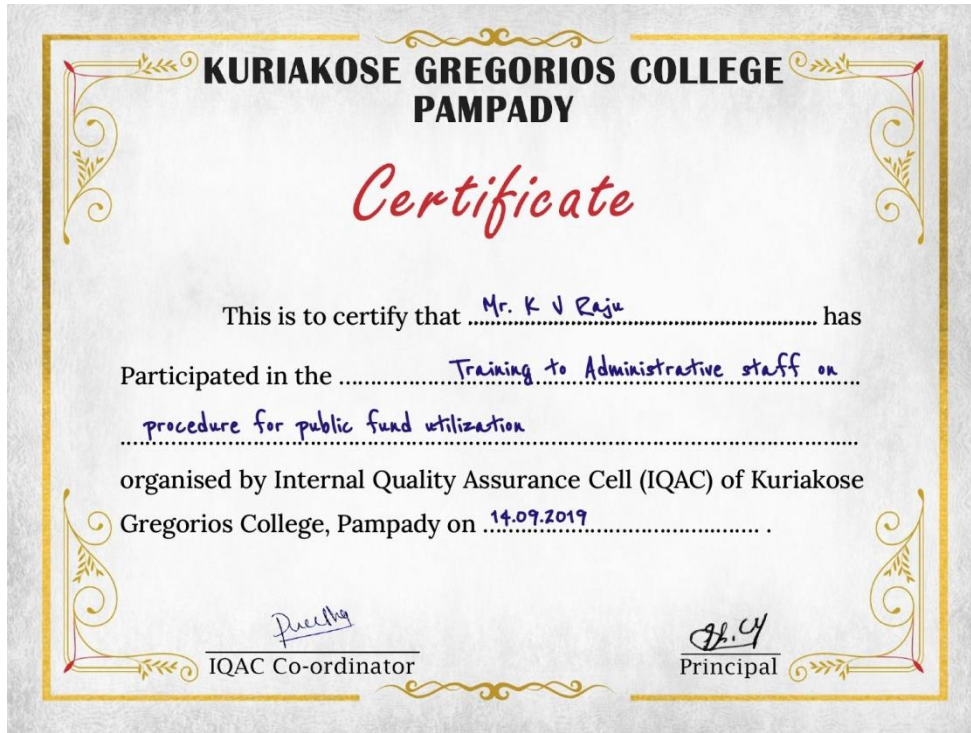 KURIAKOSE GREGORIOS COLLEGE
PAMPADY
Certificate
This is to certify that Mr. K V Raju has
Participated in the Training to Administrative staff on
procedure for public fund utilization
organised by Internal Quality Assurance Cell (IQAC) of Kuriakose
Gregorios College, Pampady on 14.09.2019 .
Preetha
IQAC Co-ordinator
Principal